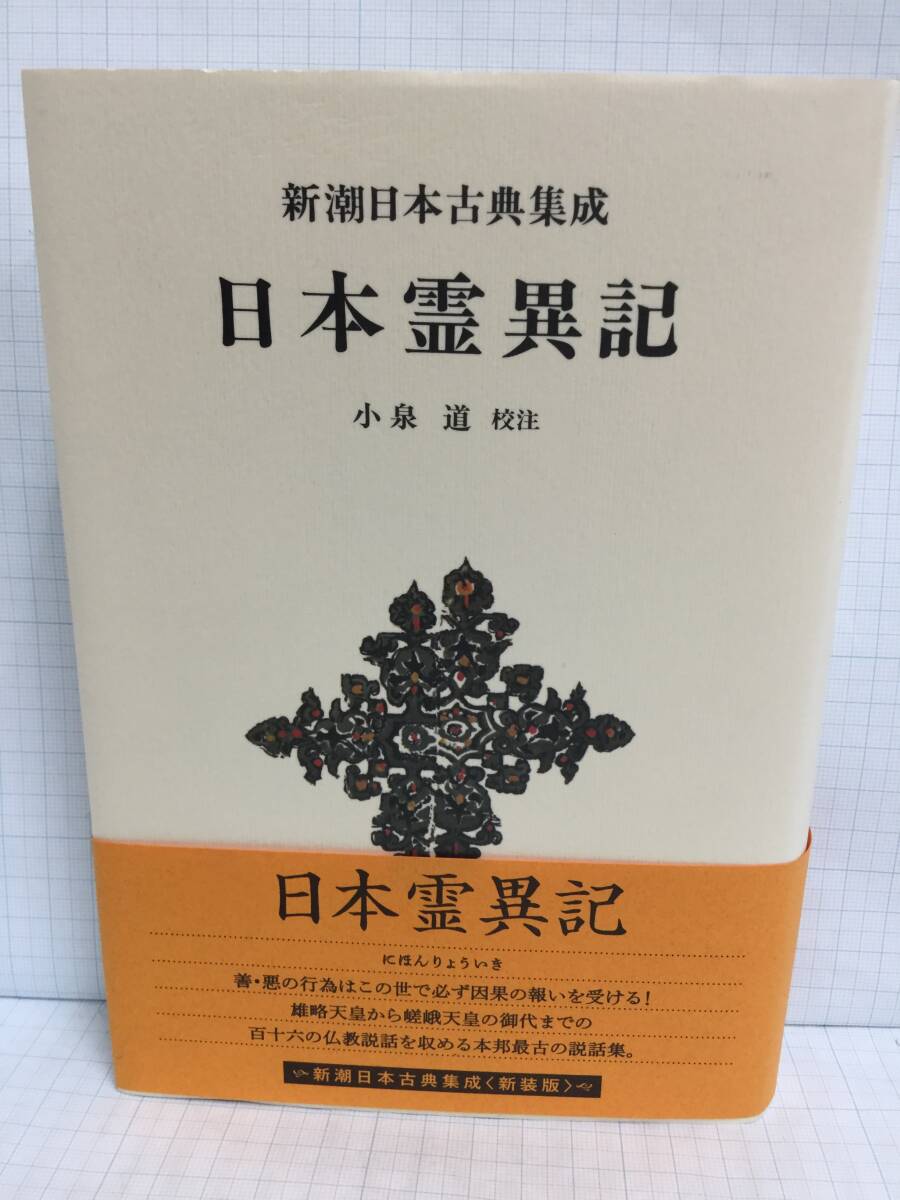 新潮日本古典集成
日本霊異記
小泉 道 校注
日本霊異記
にほんりょういき
善・悪の行為はこの世で必ず因果の報いを受ける!
雄略天皇から嵯峨天皇の御代までの
百十六の仏教説話を収める本邦最古の説話集。
新潮日本古典集成〈新装版〉